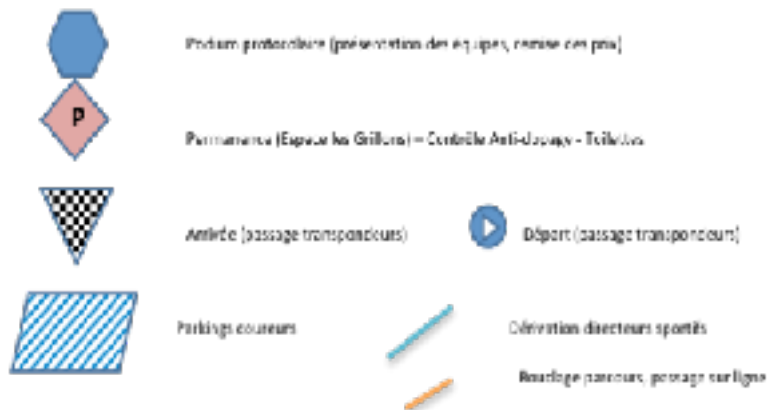 Podium protocolaire (présentation des équipes, remise des prix)
P
Permanence (Espace les Grillons) – Contrôle Anti-dopage - Toilettes
Arrivée (passage transpondeurs)
Départ (passage transpondeurs)
Parkings coureurs
Dérivation directeurs sportifs
Bouclage parcours, passage sur ligne